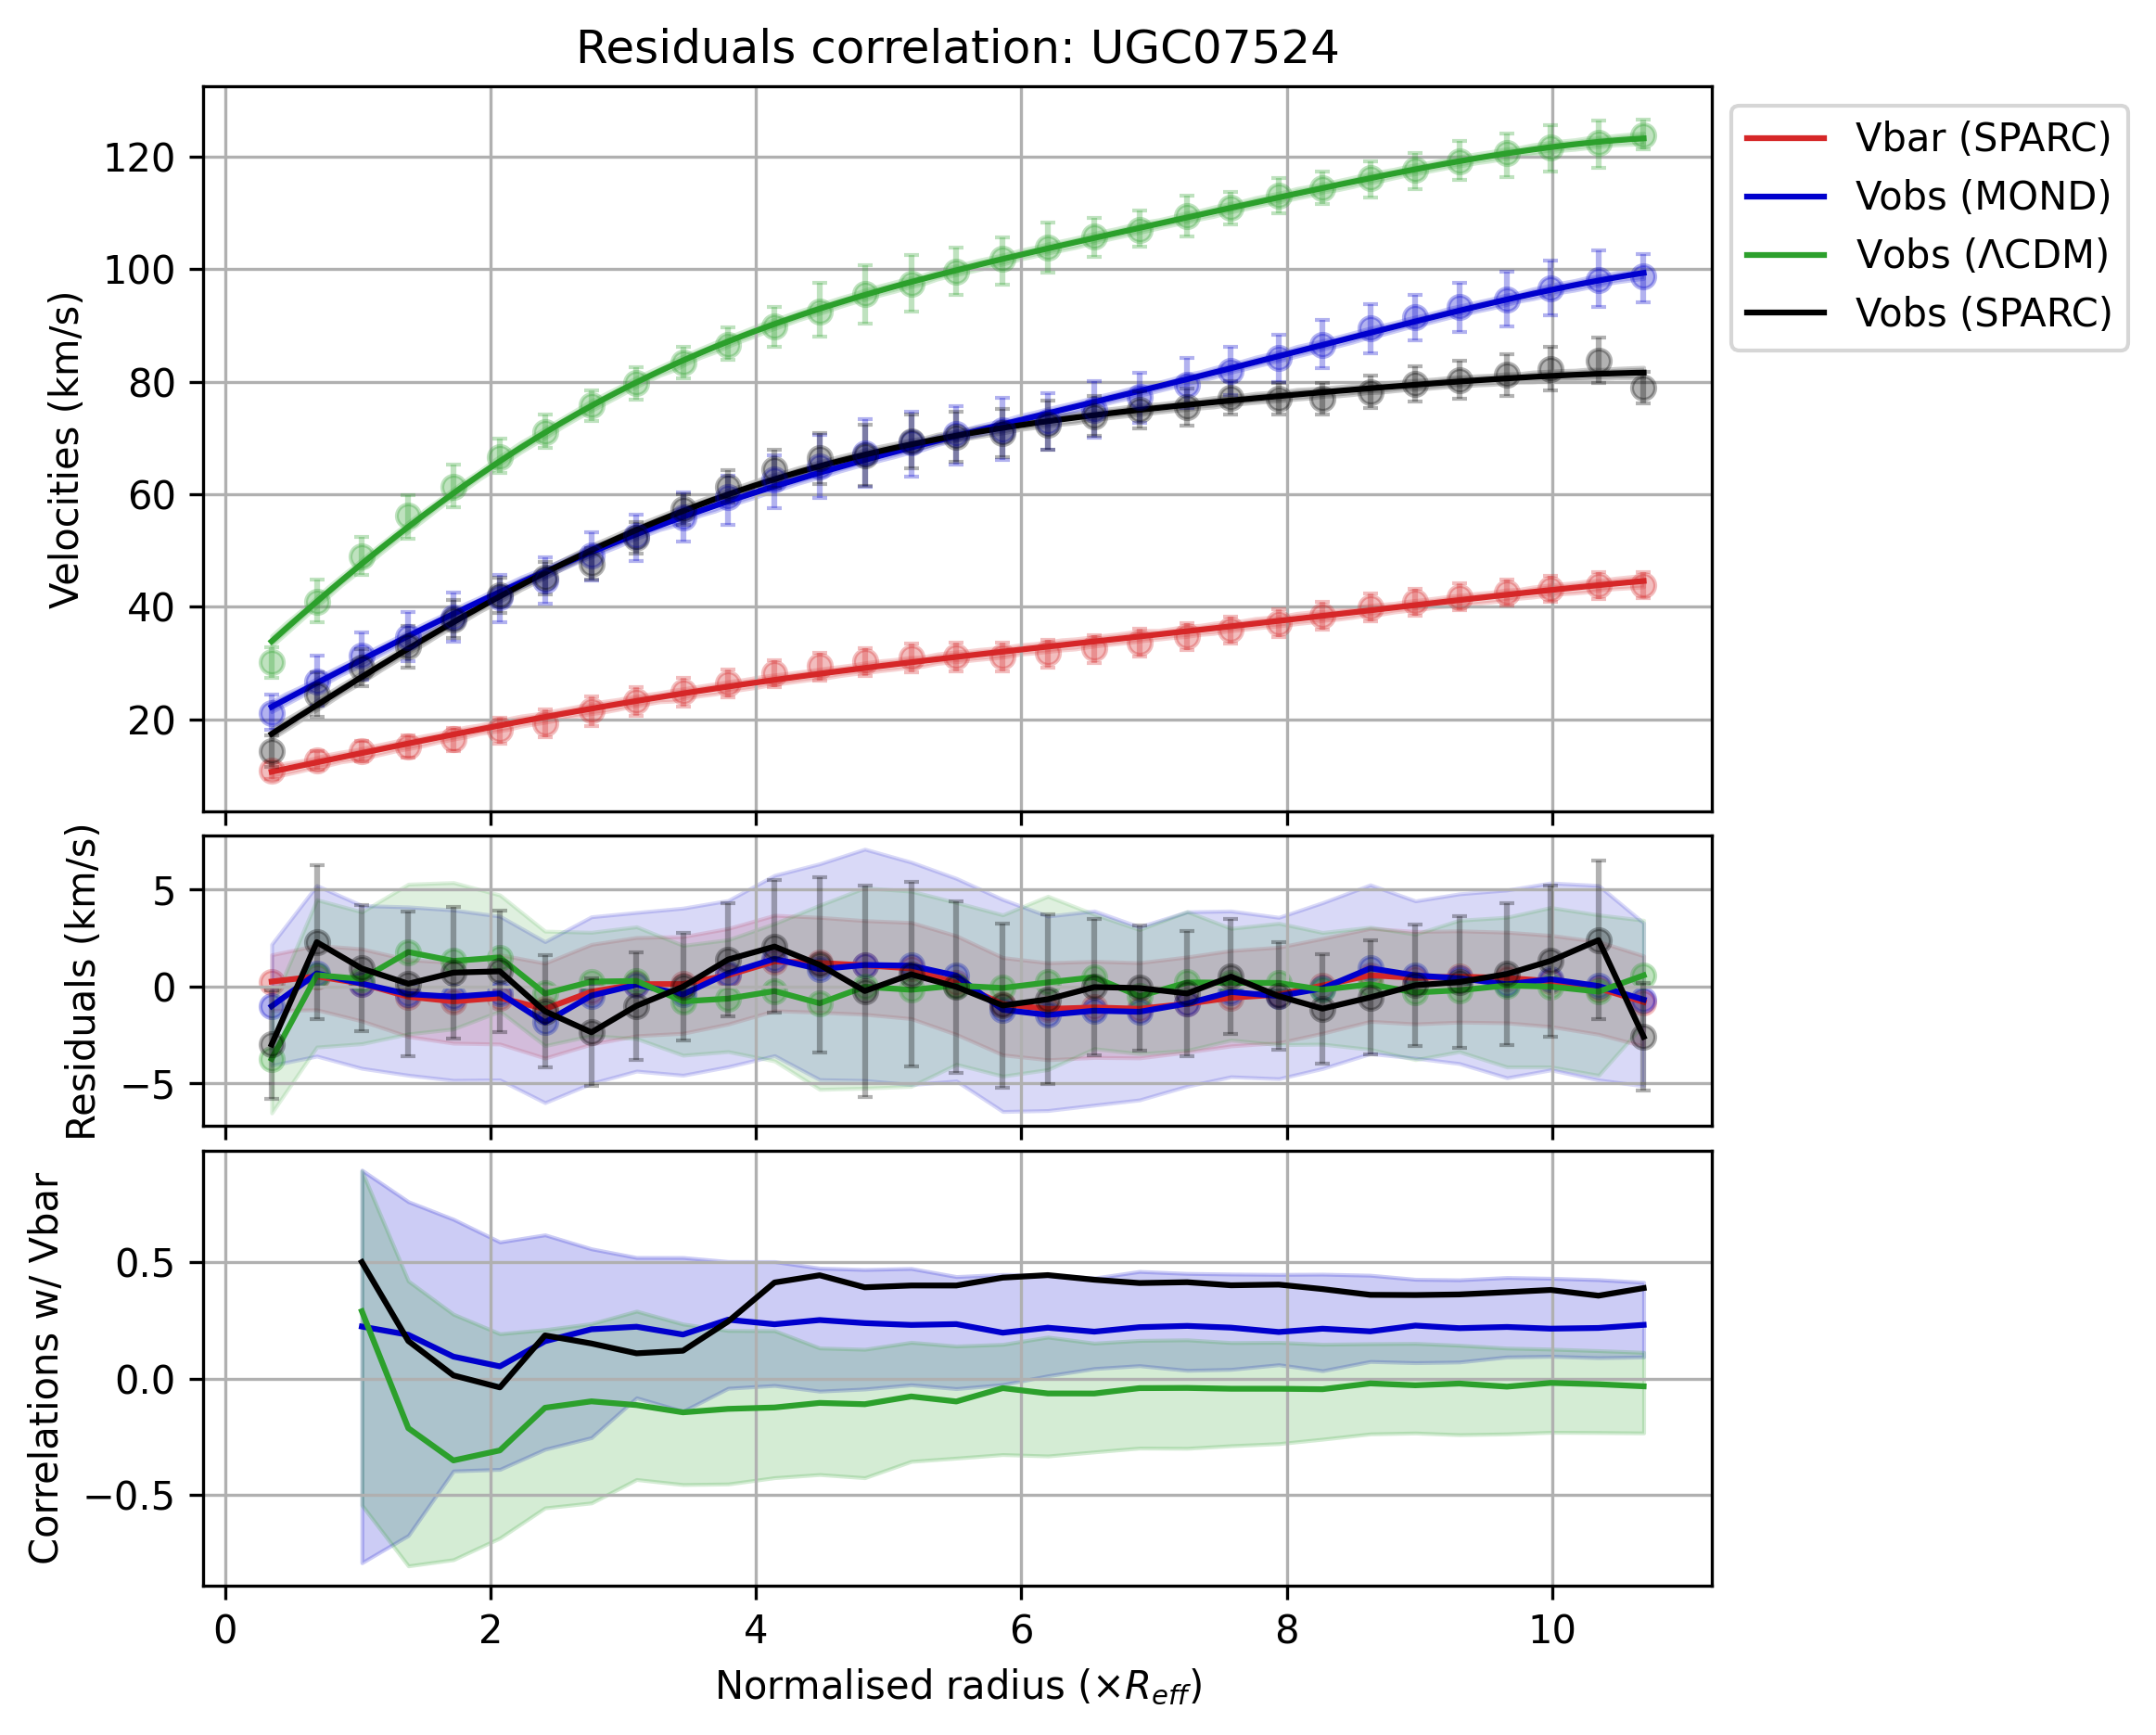 Residuals correlation: UGC07524
Velocities (km/s)
120
100
80
60
40
20
Vbar (SPARC)
Vobs (MOND)
Vobs (ΛCDM)
Vobs (SPARC)
Residuals (km/s)
5
0
−5
Correlations w/ Vbar
0.5
0.0
−0.5
0 2 4 6 8 10
Normalised radius (×R_eff)